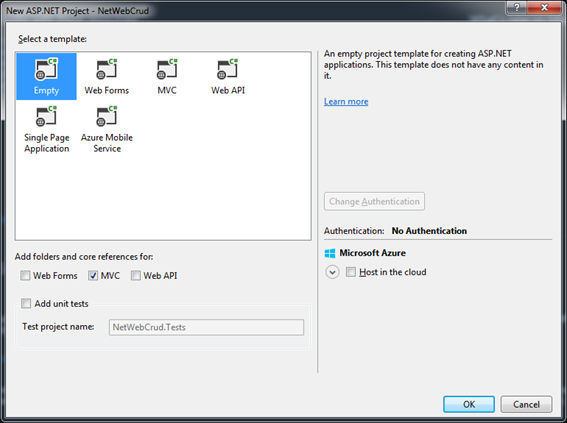 New ASP.NET Project - NetWebCrud
Select a template:
C# C# C# C#
Empty Web Forms MVC Web API
C# C#
Single Page Azure Mobile
Application Service
An empty project template for creating ASP.NET
applications. This template does not have any content in
it.
Learn more
Change Authentication
Authentication: No Authentication
Microsoft Azure
Host in the cloud
Add folders and core references for:
Web Forms MVC Web API
Add unit tests
Test project name: NetWebCrud.Tests
OK Cancel